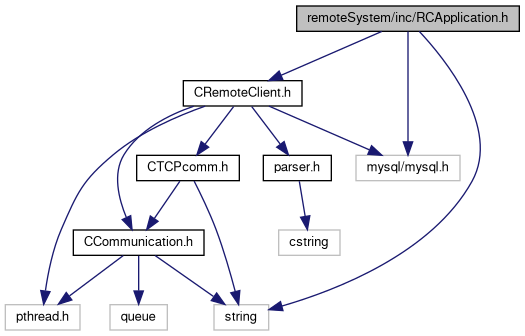 remoteSystem/inc/RCApplication.h
CRemoteClient.h
CTCPcomm.h
parser.h
mysql/mysql.h
CCommunication.h
cstring
pthread.h
queue
string